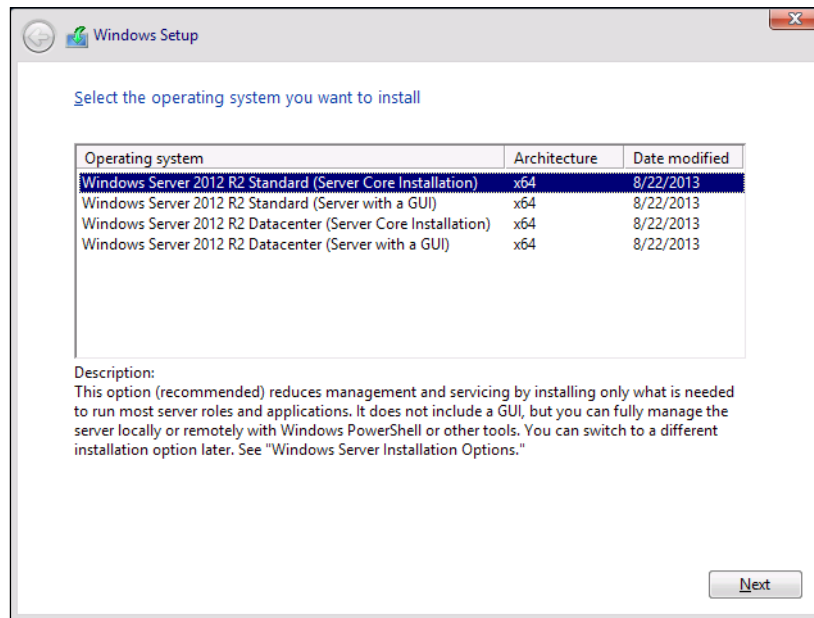 Windows Setup
Select the operating system you want to install
Operating system Architecture Date modified
Windows Server 2012 R2 Standard (Server Core Installation) x64 8/22/2013
Windows Server 2012 R2 Standard (Server with a GUI) x64 8/22/2013
Windows Server 2012 R2 Datacenter (Server Core Installation) x64 8/22/2013
Windows Server 2012 R2 Datacenter (Server with a GUI) x64 8/22/2013
Description:
This option (recommended) reduces management and servicing by installing only what is needed
to run most server roles and applications. It does not include a GUI, but you can fully manage the
server locally or remotely with Windows PowerShell or other tools. You can switch to a different
installation option later. See "Windows Server Installation Options."
Next